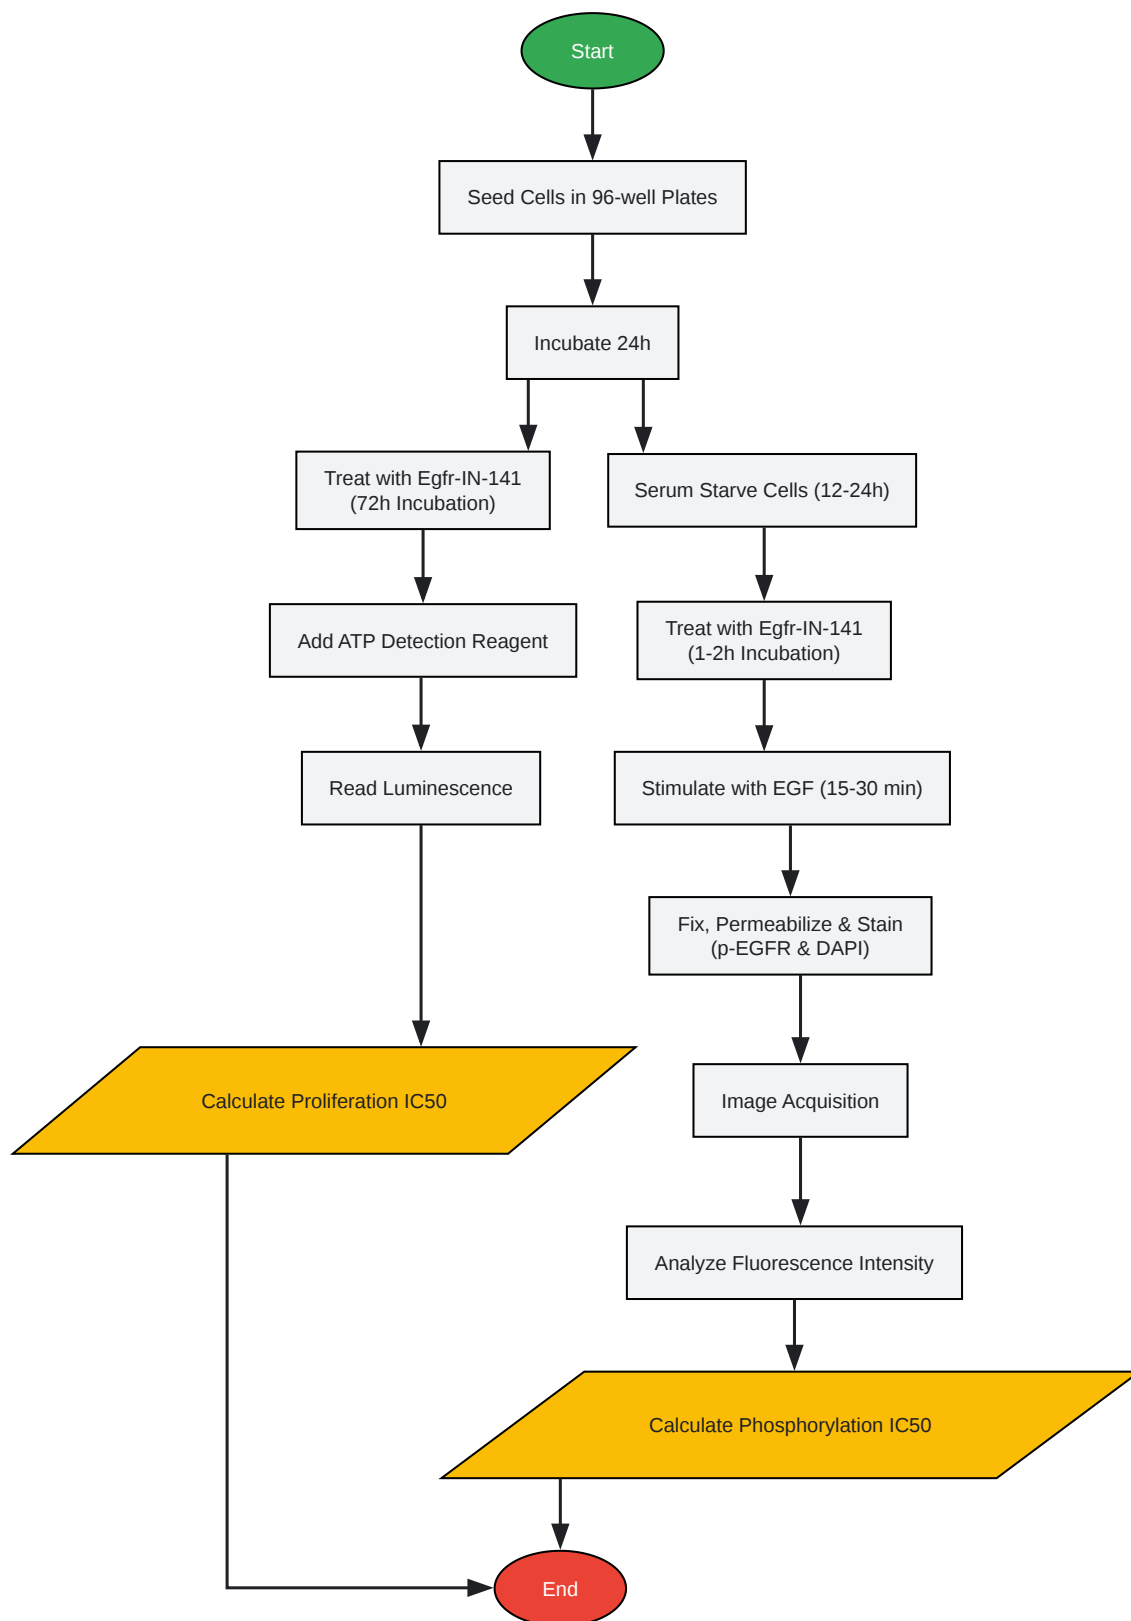 Start
Seed Cells in 96-well Plates
Incubate 24h
Treat with Egfr-IN-141
(72h Incubation)
Add ATP Detection Reagent
Read Luminescence
Calculate Proliferation IC50
Serum Starve Cells (12-24h)
Treat with Egfr-IN-141
(1-2h Incubation)
Stimulate with EGF (15-30 min)
Fix, Permeabilize & Stain
(p-EGFR & DAPI)
Image Acquisition
Analyze Fluorescence Intensity
Calculate Phosphorylation IC50
End